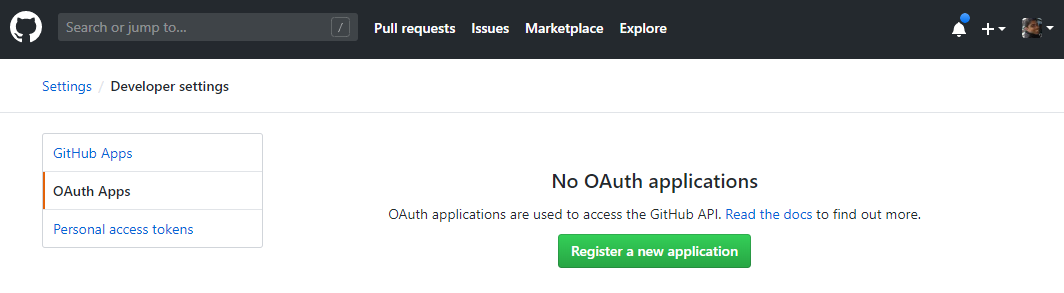 Search or jump to... /
Pull requests Issues Marketplace Explore
Settings / Developer settings
GitHub Apps
OAuth Apps
Personal access tokens
No OAuth applications
OAuth applications are used to access the GitHub API. Read the docs to find out more.
Register a new application